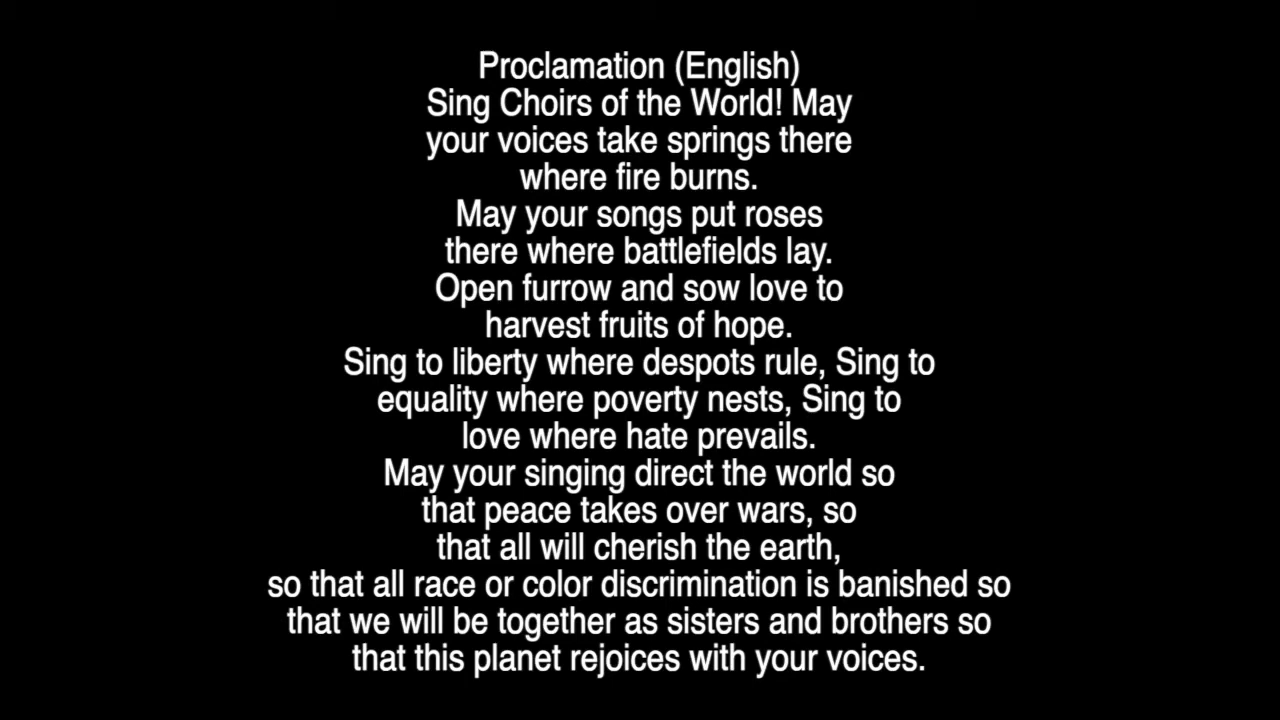 Proclamation (English)
Sing Choirs of the World! May
your voices take springs there
where fire burns.
May your songs put roses
there where battlefields lay.
Open furrow and sow love to
harvest fruits of hope.
Sing to liberty where despots rule, Sing to
equality where poverty nests, Sing to
love where hate prevails.
May your singing direct the world so
that peace takes over wars, so
that all will cherish the earth,
so that all race or color discrimination is banished so
that we will be together as sisters and brothers so
that this planet rejoices with your voices.